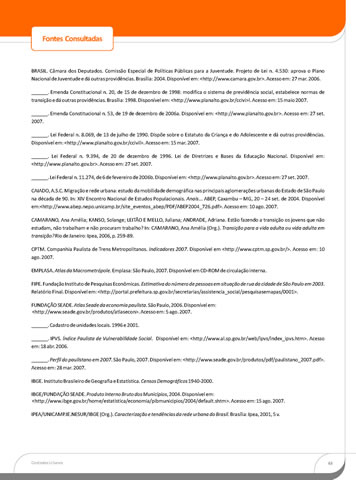 Fontes Consultadas
BRASIL. Câmara dos Deputados. Comissão Especial de Políticas Públicas para a Juventude. Projeto de Lei n. 4.530: aprova o Plano
Nacional de Juventude e dá outras providências. Brasília: 2004. Disponível em: <http://www.camara.gov.br>. Acesso em: 27 mar. 2006.
______. Emenda Constitucional n. 20, de 15 de dezembro de 1998: modifica o sistema de previdência social, estabelece normas de
transição e dá outras providências. Brasília: 1998. Disponível em: <http://www.planalto.gov.br/ccivil>. Acesso em: 15 maio 2007.
______. Emenda Constitucional n. 53, de 19 de dezembro de 2006a. Disponível em: <http://www.planalto.gov.br>. Acesso em: 27 set.
2007.
______. Lei Federal n. 8.069, de 13 de julho de 1990. Dispõe sobre o Estatuto da Criança e do Adolescente e dá outras providências.
Disponível em: <http://www.planalto.gov.br/ccivil>. Acesso em: 15 mar. 2007.
______. Lei Federal n. 9.394, de 20 de dezembro de 1996. Lei de Diretrizes e Bases da Educação Nacional. Disponível em:
<http://www.planalto.gov.br>. Acesso em: 27 set. 2007.
______. Lei Federal n. 11.274, de 6 de fevereiro de 2006b. Disponível em: <http://www.planalto.gov.br>. Acesso em: 27 set. 2007.
CAIADO, A.S.C. Migração e rede urbana: estudo da mobilidade demográfica nas principais aglomerações urbanas do Estado de São Paulo
na década de 90. In: XIV Encontro Nacional de Estudos Populacionais. Anais... ABEP, Caxambu – MG, 20 – 24 set. de 2004. Disponível
em:<http://www.abep.nepo.unicamp.br/site_eventos_abep/PDF/ABEP2004_726.pdf>. Acesso em: 10 ago. 2007.
CAMARANO, Ana Amélia; KANSO, Solange; LEITÃO E MELLO, Juliana; ANDRADE, Adriana. Estão fazendo a transição os jovens que não
estudam, não trabalham e não procuram trabalho? In: CAMARANO, Ana Amélia (Org.). Transição para a vida adulta ou vida adulta em
transição? Rio de Janeiro: Ipea, 2006, p. 259-89.
CPTM. Companhia Paulista de Trens Metropolitanos. Indicadores 2007. Disponível em <http://www.cptm.sp.gov.br/>. Acesso em: 10
ago. 2007.
EMPLASA. Atlas da Macrometrópole. Emplasa: São Paulo, 2007. Disponível em CD-ROM de circulação interna.
FIPE. Fundação Instituto de Pesquisas Econômicas. Estimativa do número de pessoas em situação de rua da cidade de São Paulo em 2003.
Relatório Final. Disponível em: <http://portal.prefeitura.sp.gov.br/secretarias/assistencia_social/pesquisasemapas/0001>.
FUNDAÇÃO SEADE. Atlas Seade da economia paulista. São Paulo, 2006. Disponível em:
<http://www.seade.gov.br/produtos/atlasecon>. Acesso em: 5 ago. 2007.
______. Cadastro de unidades locais. 1996 e 2001.
______. IPVS. Índice Paulista de Vulnerabilidade Social. Disponível em: <http://www.al.sp.gov.br/web/ipvs/index_ipvs.htm>. Acesso
em: 18 abr. 2006.
______. Perfil do paulistano em 2007. São Paulo, 2007. Disponível em: <http://www.seade.gov.br/produtos/pdf/paulistano_2007.pdf>.
Acesso em: 28 mar. 2007.
IBGE. Instituto Brasileiro de Geografia e Estatística. Censos Demográficos 1940-2000.
IBGE/FUNDAÇÃO SEADE. Produto Interno Bruto dos Municípios, 2004. Disponível em:
<http://www.ibge.gov.br/home/estatistica/economia/pibmunicipios/2004/default.shtm>. Acesso em: 15 ago. 2007.
IPEA/UNICAMP/IE.NESUR/IBGE (Org.). Caracterização e tendências da rede urbana do Brasil. Brasília: Ipea, 2001, 5 v.